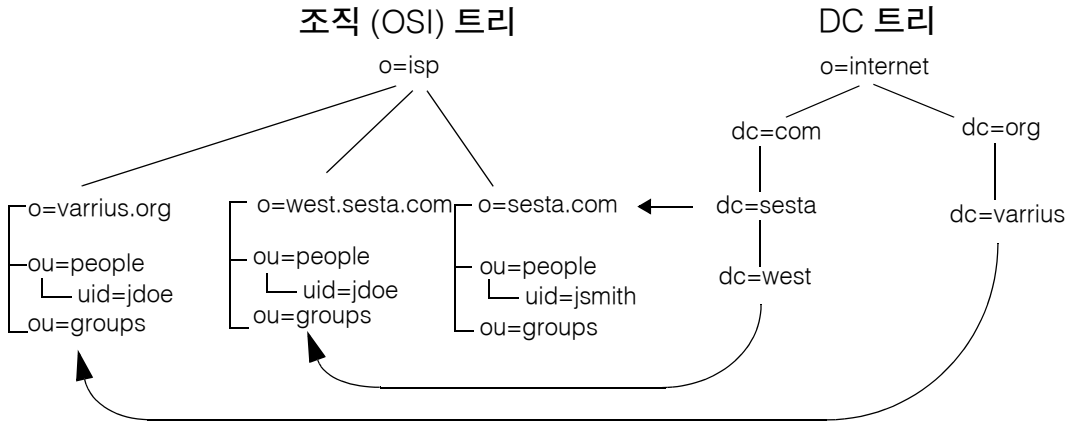 조직 (OSI) 트리
o=isp
o=varrius.org
ou=people
uid=jdoe
ou=groups
o=west.sesta.com
ou=people
uid=jdoe
ou=groups
o=sesta.com
ou=people
uid=jsmith
ou=groups
DC 트리
o=internet
dc=com
dc=org
dc=sesta
dc=varrius
dc=west